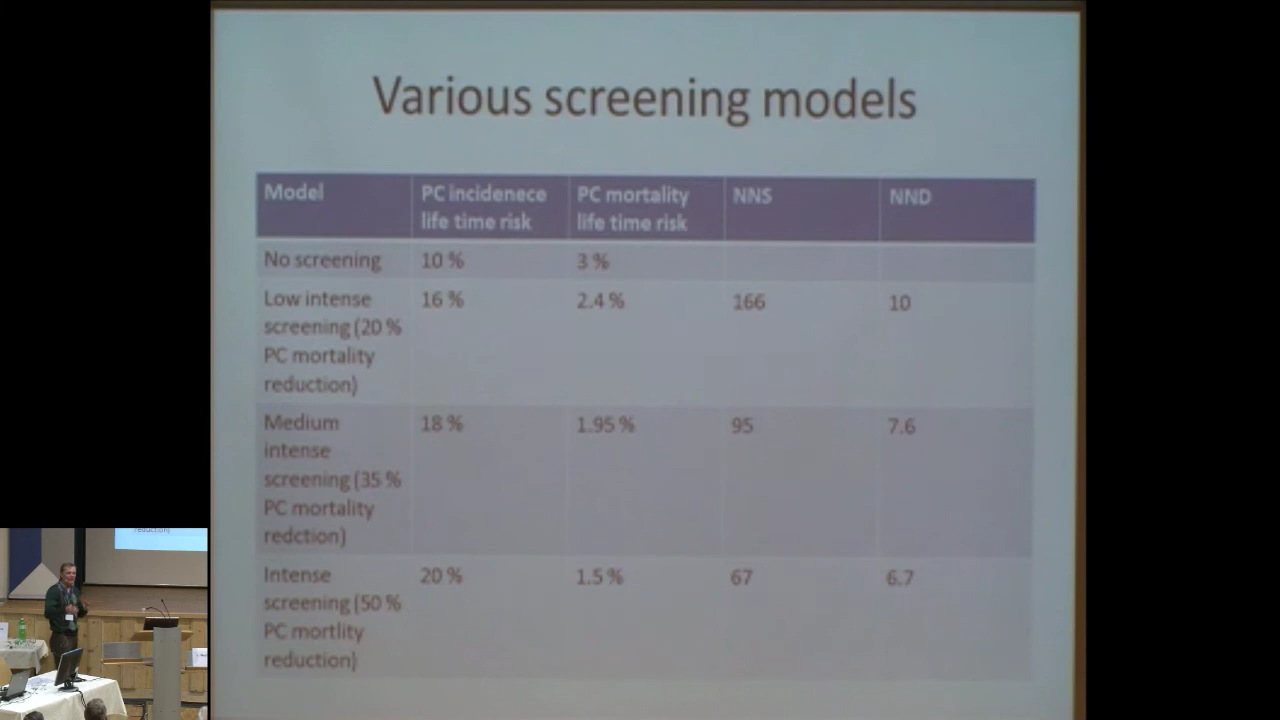 Various screening models
Model
PC incidenece
life time risk
PC mortality
life time risk
NNS
NND
No screening
10 %
3 %
Low intense
screening (20 %
PC mortality
reduction)
16 %
2.4 %
166
10
Medium
intense
screening (35 %
PC mortality
redction)
18 %
1.95 %
95
7.6
Intense
screening (50 %
PC mortlity
reduction)
20 %
1.5 %
67
6.7
reduction)